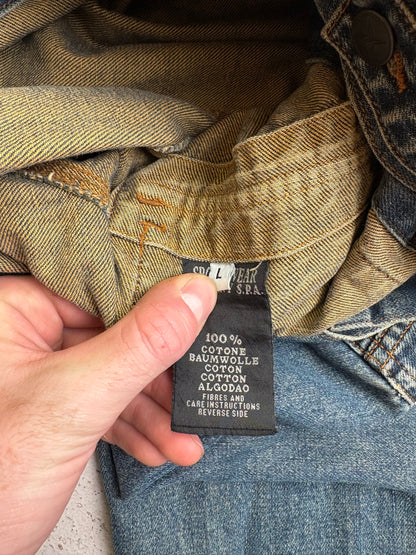 L
S.P.A.
100%
COTONE
BAUMWOLLE
COTON
COTTON
ALGODAO
FIBRES AND
CARE INSTRUCTIONS
REVERSE SIDE